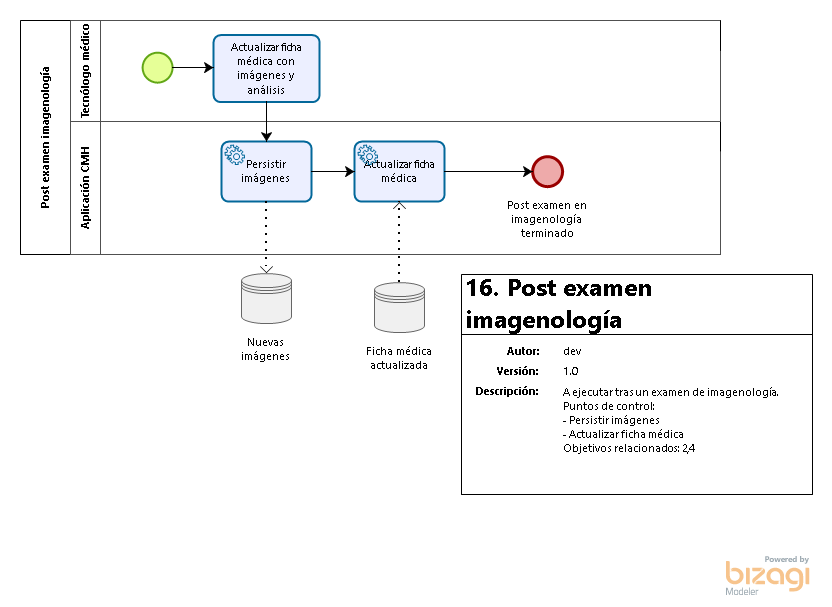 Post examen imagenología
Tecnólogo médico
Actualizar ficha
médica con
imágenes y
análisis
Aplicación CMH
Persistir
imágenes
Actualizar ficha
médica
Post examen en
imagenología
terminado
Nuevas
imágenes
Ficha médica
actualizada
16. Post examen
imagenología
Autor: dev
Versión: 1.0
Descripción: A ejecutar tras un examen de imagenología.
Puntos de control:
- Persistir imágenes
- Actualizar ficha médica
Objetivos relacionados: 2,4
Powered by
bizagi
Modeler